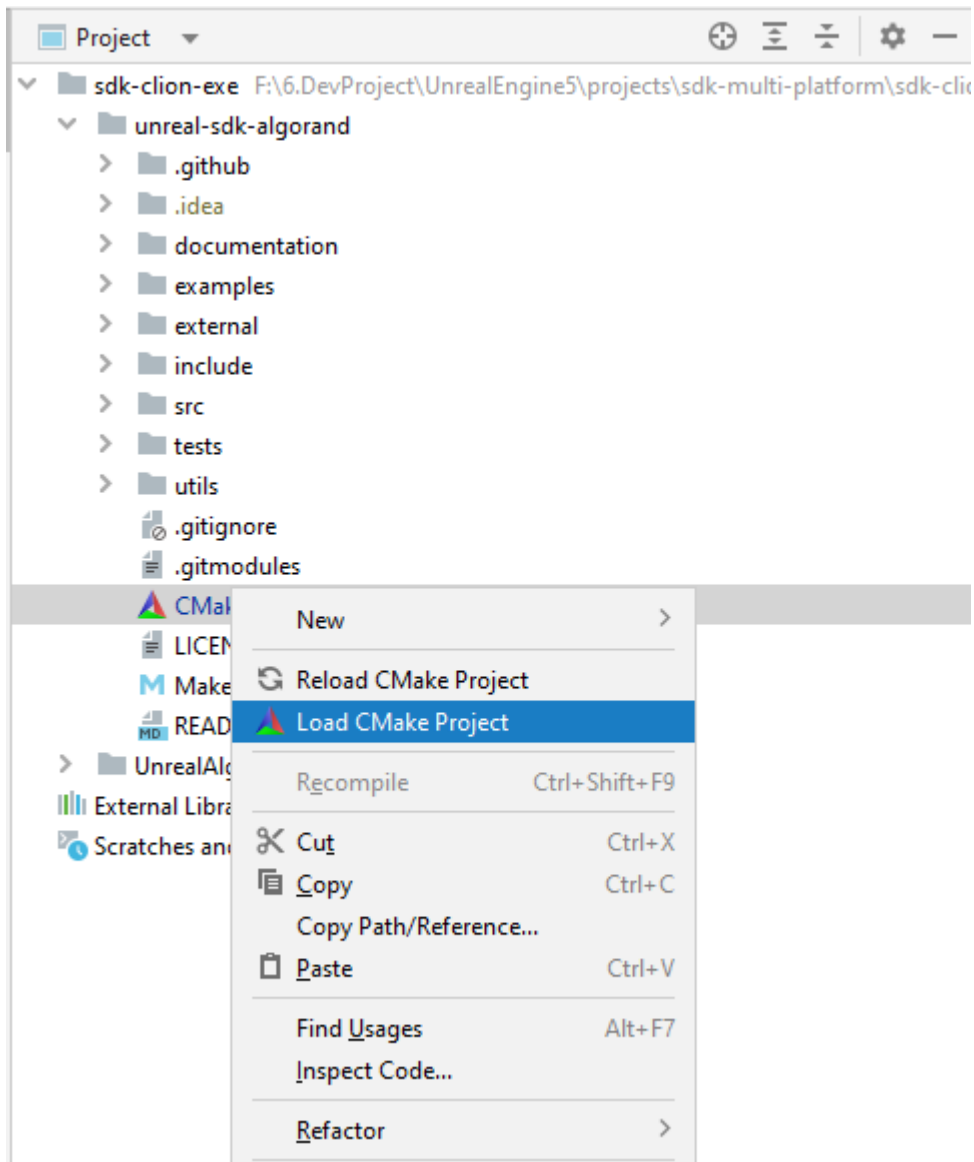 Project
sdk-clion-exe F:\6.DevProject\UnrealEngine5\projects\sdk-multi-platform\sdk-clic
unreal-sdk-algorand
.github
.idea
documentation
examples
external
include
src
tests
utils
.gitignore
.gitmodules
CMak
LICEN
Make
MD READ
UnrealAlg
External Libra
Scratches an
New
Reload CMake Project
Load CMake Project
Recompile Ctrl+Shift+F9
Cut Ctrl+X
Copy Ctrl+C
Copy Path/Reference...
Paste Ctrl+V
Find Usages Alt+F7
Inspect Code...
Refactor